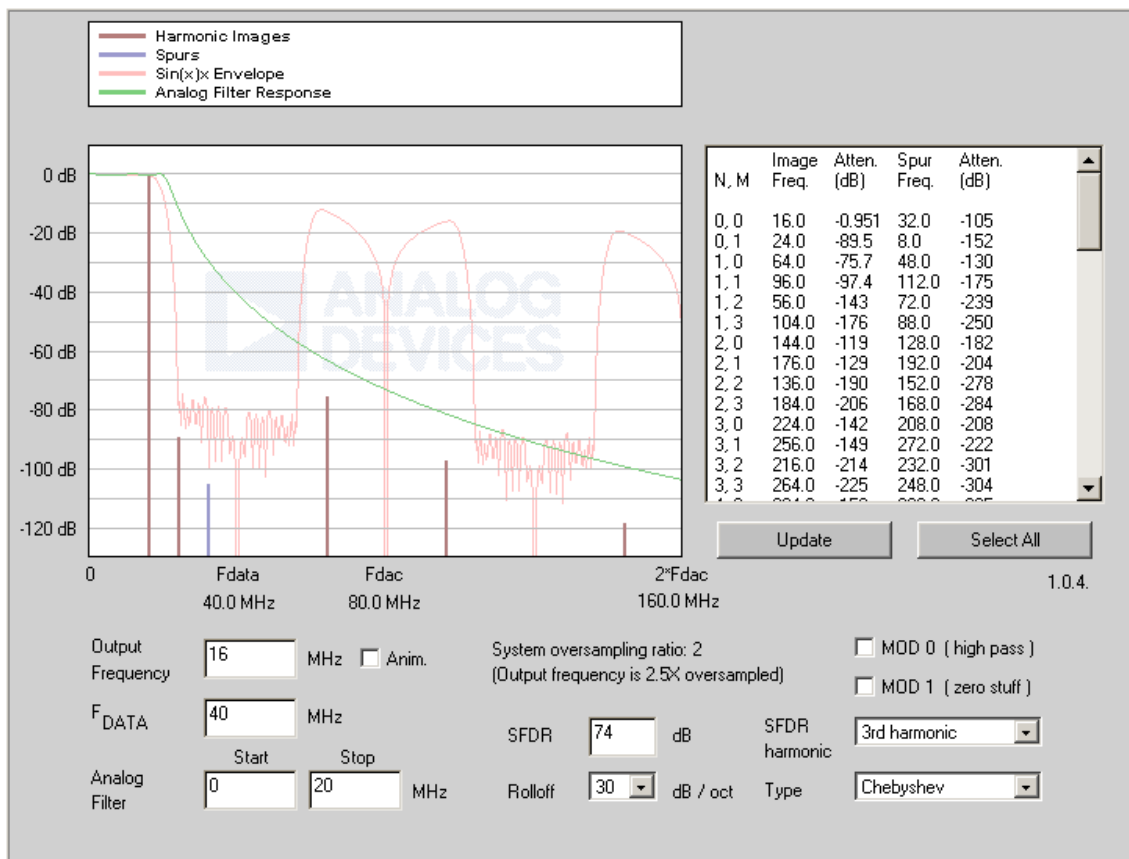 Harmonic Images
Spurs
Sin(x)x Envelope
Analog Filter Response
0 dB
-20 dB
-40 dB
-60 dB
-80 dB
-100 dB
-120 dB
ANALOG
DEVICES
0
Fdata
Fdac
2*Fdac
40.0 MHz
80.0 MHz
160.0 MHz
Image Atten. Spur Atten.
N, M Freq. (dB) Freq. (dB)
0, 0 16.0 -0.951 32.0 -105
0, 1 24.0 -89.5 8.0 -152
1, 0 64.0 -75.7 48.0 -130
1, 1 96.0 -97.4 112.0 -175
1, 2 56.0 -143 72.0 -239
1, 3 104.0 -176 88.0 -250
2, 0 144.0 -119 128.0 -182
2, 1 176.0 -129 192.0 -204
2, 2 136.0 -190 152.0 -278
2, 3 184.0 -206 168.0 -284
3, 0 224.0 -142 208.0 -208
3, 1 256.0 -149 272.0 -222
3, 2 216.0 -214 232.0 -301
3, 3 264.0 -225 248.0 -304
Update
Select All
1.0.4.
Output
Frequency
16
MHz
Anim.
FDATA
40
MHz
Start Stop
Analog
Filter
0
20
MHz
System oversampling ratio: 2
(Output frequency is 2.5X oversampled)
SFDR
74
dB
Rolloff
30
dB / oct
MOD 0 ( high pass )
MOD 1 ( zero stuff )
SFDR
harmonic
3rd harmonic
Type
Chebyshev